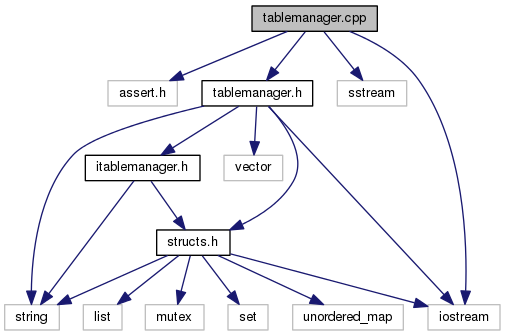 tablemanager.cpp
assert.h
tablemanager.h
sstream
itablemanager.h
vector
structs.h
string
list
mutex
set
unordered_map
iostream